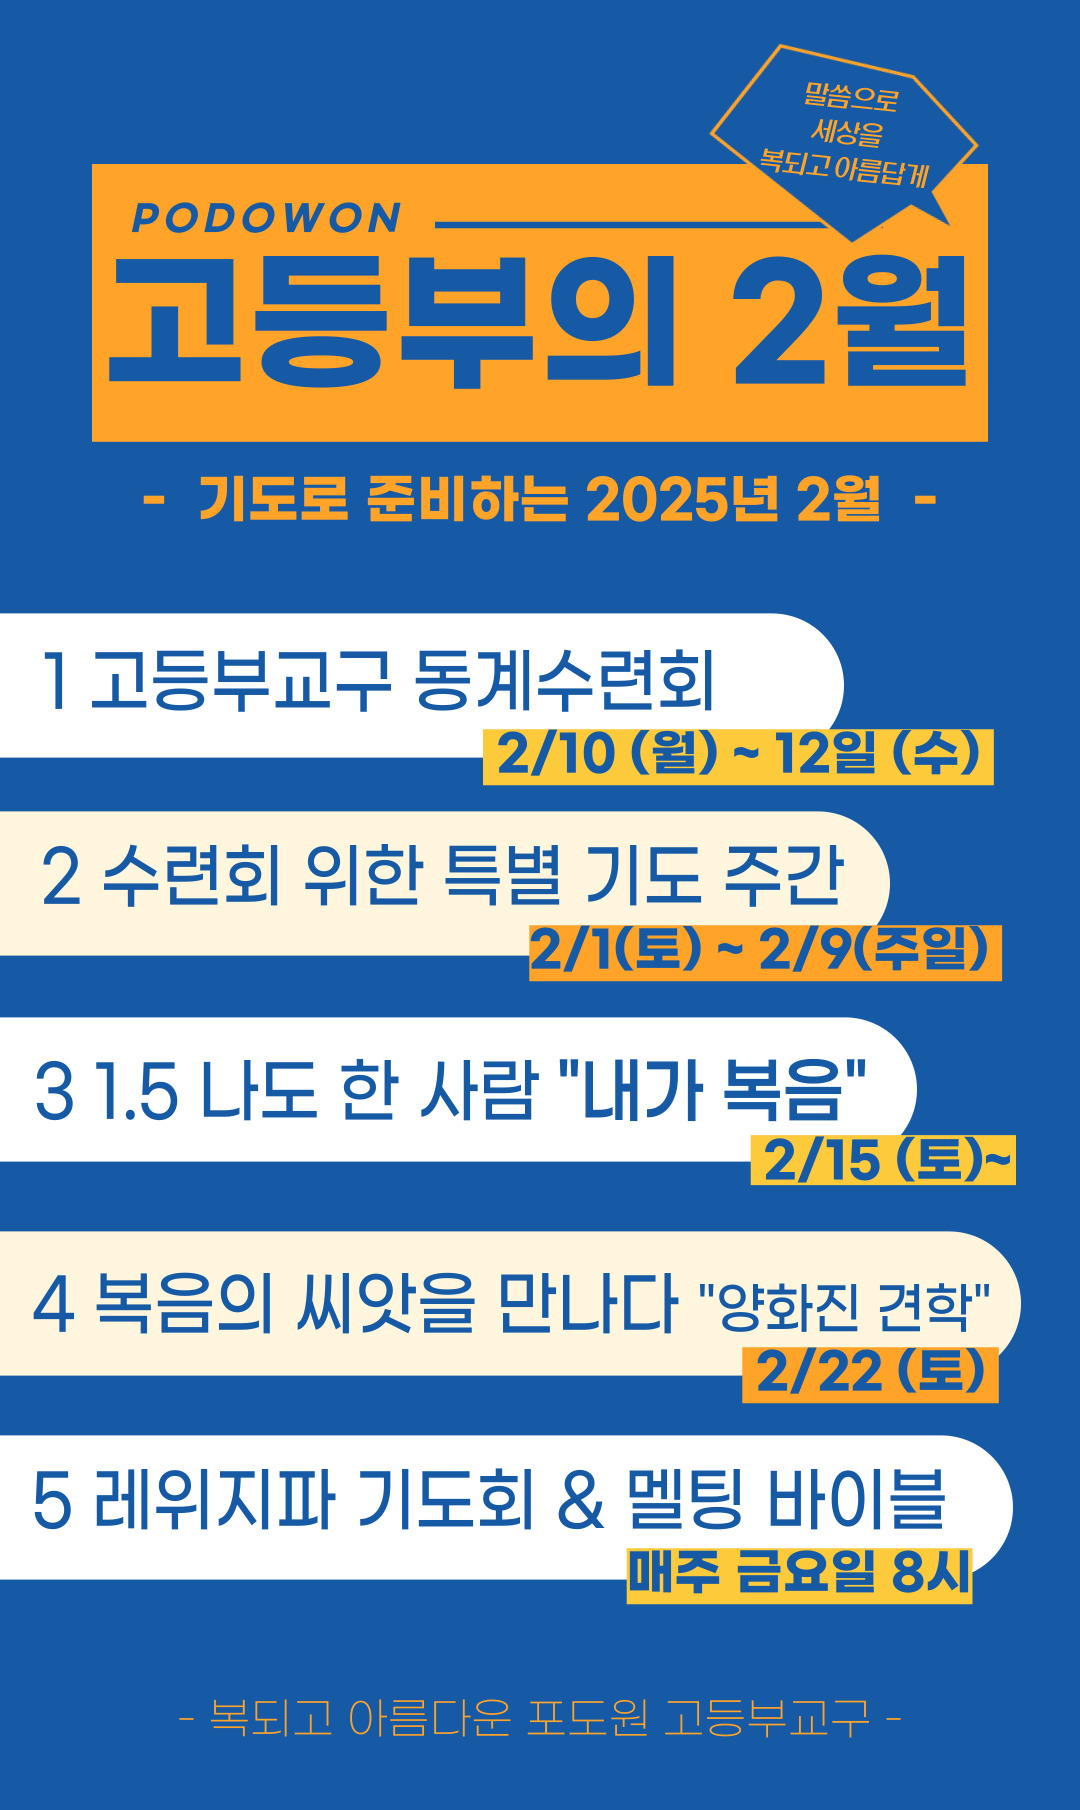 말씀으로
세상을
복되고 아름답게
PODOWON
고등부의 2월
- 기도로 준비하는 2025년 2월 -
1 고등부교구 동계수련회
2/10 (월) ~ 12일 (수)
2 수련회 위한 특별 기도 주간
2/1(토) ~ 2/9(주일)
3 1.5 나도 한 사람 "내가 복음"
2/15 (토)~
4 복음의 씨앗을 만나다 "양화진 견학"
2/22 (토)
5 레위지파 기도회 & 멜팅 바이블
매주 금요일 8시
- 복되고 아름다운 포도원 고등부교구 -